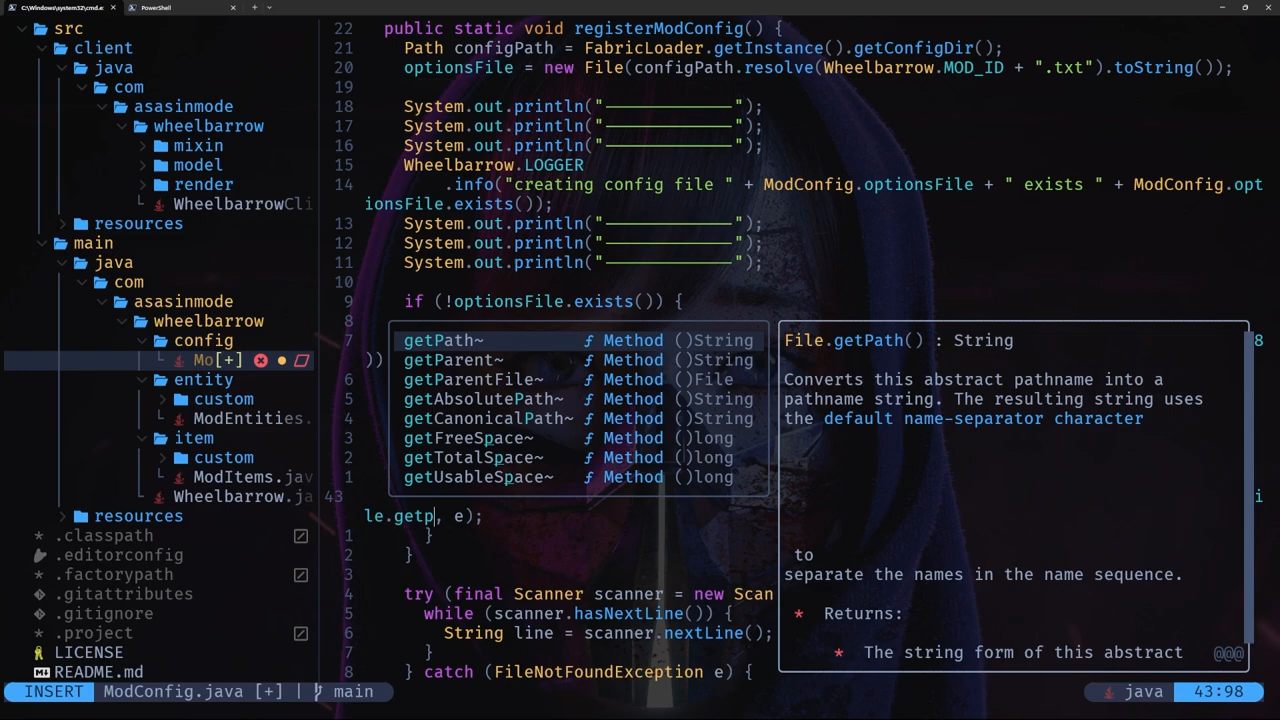 C:\Windows\system32\cmd.e: × PowerShell × +
src
client
java
com
asasinmode
wheelbarrow
mixin
model
render
WheelbarrowCli
resources
main
java
com
asasinmode
wheelbarrow
config
Mo[+]
entity
custom
ModEntities.
item
custom
ModItems.jav
Wheelbarrow.ja
resources
.classpath
.editorconfig
.factorypath
.gitattributes
.gitignore
.project
LICENSE
README.md
22 public static void registerModConfig() {
21 Path configPath = FabricLoader.getInstance().getConfigDir();
20 optionsFile = new File(configPath.resolve(Wheelbarrow.MOD_ID + ".txt").toString());
19
18 System.out.println("—————————————");
17 System.out.println("—————————————");
16 System.out.println("—————————————");
15 Wheelbarrow.LOGGER
14 .info("creating config file " + ModConfig.optionsFile + " exists " + ModConfig.opt
ionsFile.exists());
13 System.out.println("—————————————");
12 System.out.println("—————————————");
11 System.out.println("—————————————");
10
9 if (!optionsFile.exists()) {
8
7 8
))
6
5
4
3
2
1
43 i
le.getp, e);
1 }
2 }
3
4 try (final Scanner scanner = new Scan
5 while (scanner.hasNextLine()) {
6 String line = scanner.nextLine();
7 }
8 } catch (FileNotFoundException e) {
getPath~ ƒ Method ()String
getParent~ ƒ Method ()String
getParentFile~ ƒ Method ()File
getAbsolutePath~ ƒ Method ()String
getCanonicalPath~ ƒ Method ()String
getFreeSpace~ ƒ Method ()long
getTotalSpace~ ƒ Method ()long
getUsableSpace~ ƒ Method ()long
File.getPath() : String
Converts this abstract pathname into a
pathname string. The resulting string uses
the default name-separator character
to
separate the names in the name sequence.
* Returns:
* The string form of this abstract @@@
INSERT ModConfig.java [+] | main java 43:98